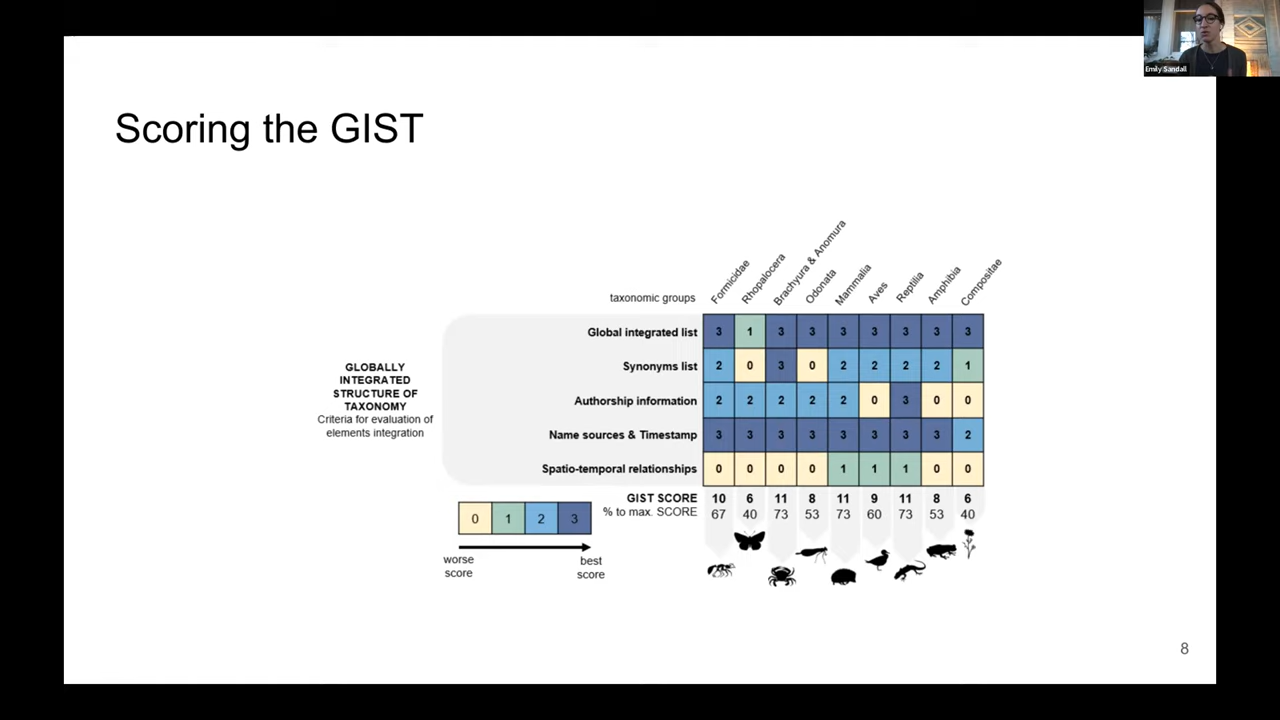 Emily Sandall
Scoring the GIST
taxonomic groups
Formicidae
Rhopalocera
Brachyura & Anomura
Odonata
Mammalia
Aves
Reptilia
Amphibia
Compositae
GLOBALLY
INTEGRATED
STRUCTURE OF
TAXONOMY
Criteria for evaluation of
elements integration
Global integrated list 3 1 3 3 3 3 3 3 3
Synonyms list 2 0 3 0 2 2 2 2 1
Authorship information 2 2 2 2 2 0 3 0 0
Name sources & Timestamp 3 3 3 3 3 3 3 3 2
Spatio-temporal relationships 0 0 0 0 1 1 1 0 0
GIST SCORE 10 6 11 8 11 9 11 8 6
% to max. SCORE 67 40 73 53 73 60 73 53 40
0 1 2 3
worse
score
best
score
8